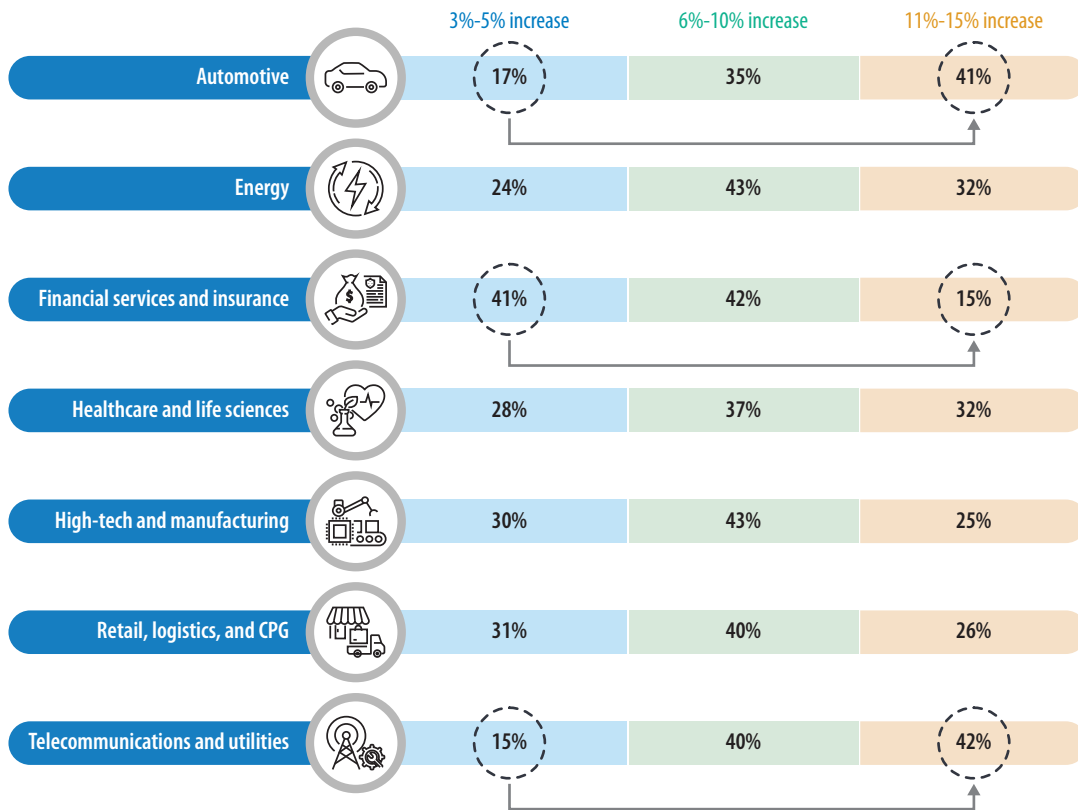 3%-5% increase 6%-10% increase 11%-15% increase
Automotive 17% 35% 41%
Energy 24% 43% 32%
$
Financial services and insurance 41% 42% 15%
Healthcare and life sciences 28% 37% 32%
High-tech and manufacturing 30% 43% 25%
Retail, logistics, and CPG 31% 40% 26%
Telecommunications and utilities 15% 40% 42%